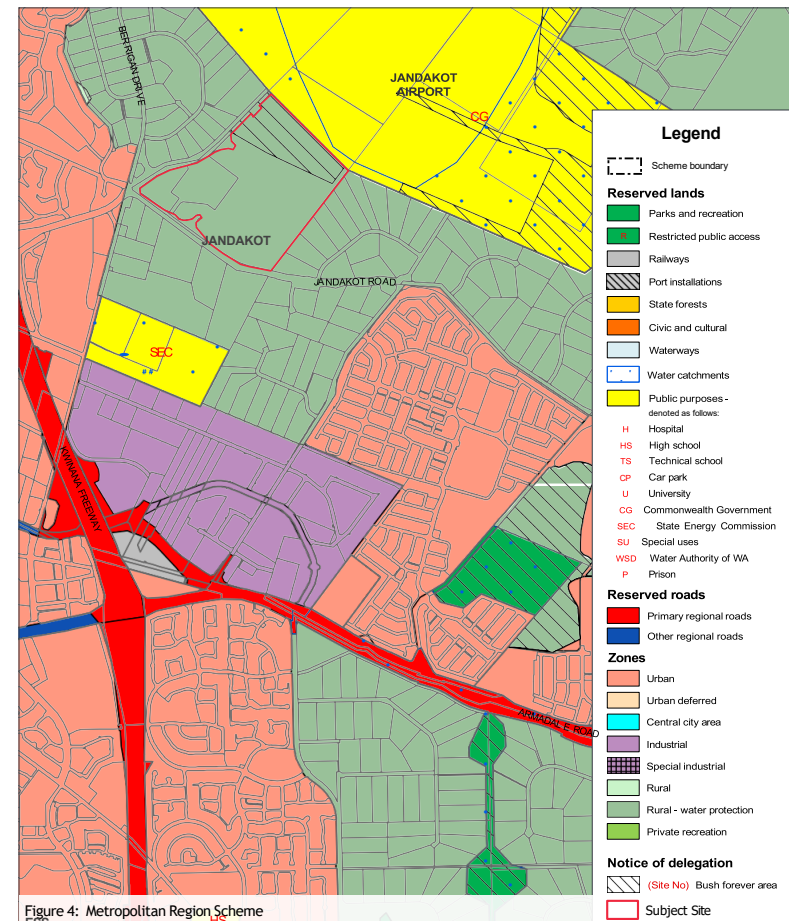 BERRIGAN DRIVE
JANDAKOT
AIRPORT
CG
JANDAKOT
JANDAKOT ROAD
SEC
KWINANA FREEWAY
ARMADALE ROAD
HS
Legend
Scheme boundary
Reserved lands
Parks and recreation
R Restricted public access
Railways
Port installations
State forests
Civic and cultural
Waterways
Water catchments
Public purposes -
denoted as follows:
H Hospital
HS High school
TS Technical school
CP Car park
U University
CG Commonwealth Government
SEC State Energy Commission
SU Special uses
WSD Water Authority of WA
P Prison
Reserved roads
Primary regional roads
Other regional roads
Zones
Urban
Urban deferred
Central city area
Industrial
Special industrial
Rural
Rural - water protection
Private recreation
Notice of delegation
(Site No) Bush forever area
Subject Site
Figure 4: Metropolitan Region Scheme